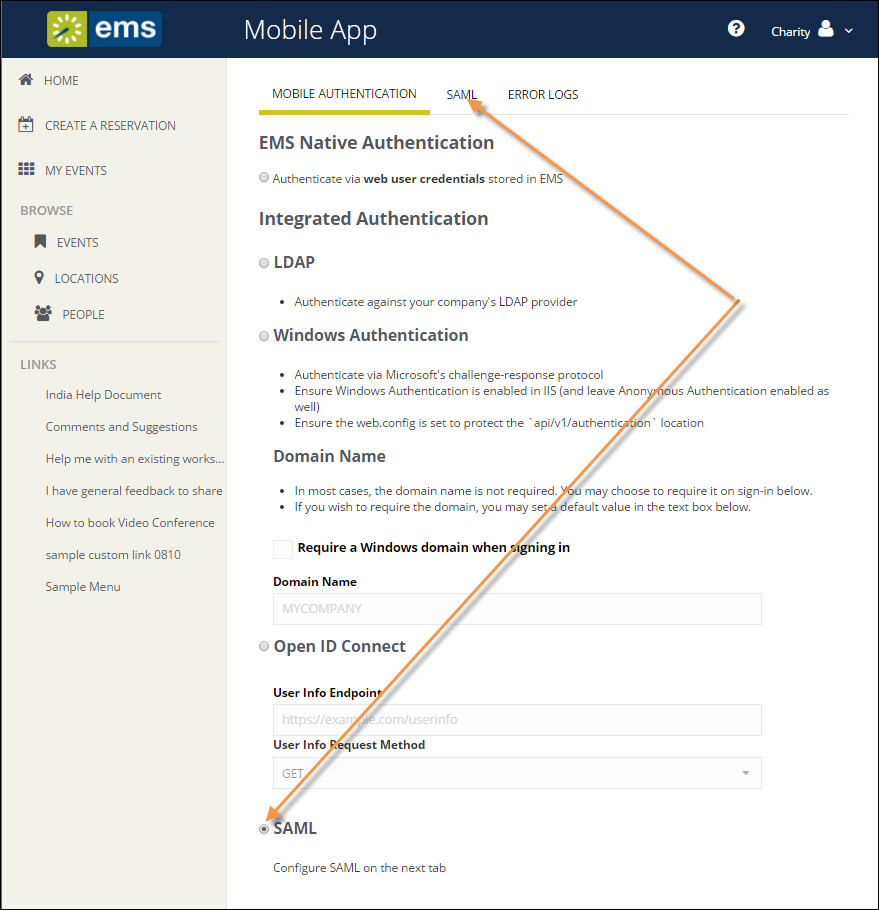 ems
Mobile App
?
Charity
HOME
CREATE A RESERVATION
MY EVENTS
BROWSE
EVENTS
LOCATIONS
PEOPLE
LINKS
India Help Document
Comments and Suggestions
Help me with an existing works...
I have general feedback to share
How to book Video Conference
sample custom link 0810
Sample Menu
MOBILE AUTHENTICATION
SAML
ERROR LOGS
EMS Native Authentication
Authenticate via web user credentials stored in EMS
Integrated Authentication
LDAP
• Authenticate against your company's LDAP provider
Windows Authentication
• Authenticate via Microsoft's challenge-response protocol
• Ensure Windows Authentication is enabled in IIS (and leave Anonymous Authentication enabled as
well)
• Ensure the web.config is set to protect the `api/v1/authentication` location
Domain Name
• In most cases, the domain name is not required. You may choose to require it on sign-in below.
• If you wish to require the domain, you may set a default value in the text box below.
Require a Windows domain when signing in
Domain Name
MYCOMPANY
Open ID Connect
User Info Endpoint
https://example.com/userinfo
User Info Request Method
GET
SAML
Configure SAML on the next tab